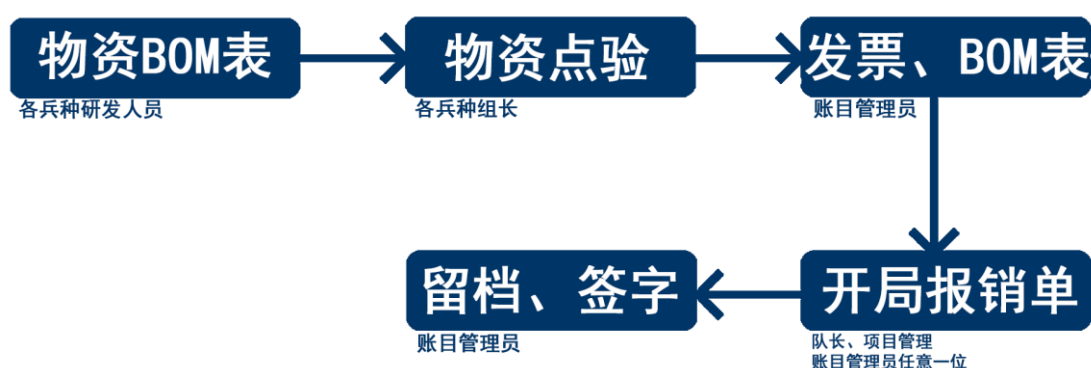 物资BOM表
各兵种研发人员
物资点验
各兵种组长
发票、BOM表
账目管理员
留档、签字
账目管理员
开局报销单
队长、项目管理
账目管理员任意一位